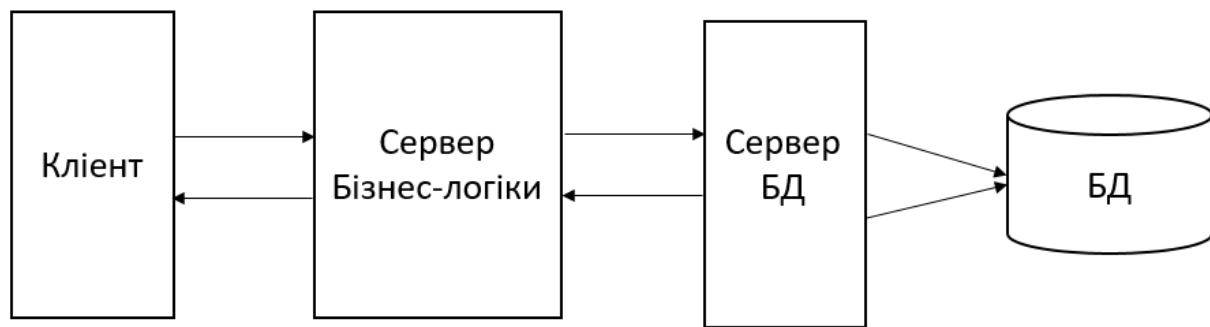 Клієнт
Сервер
Бізнес-логіки
Сервер
БД
БД